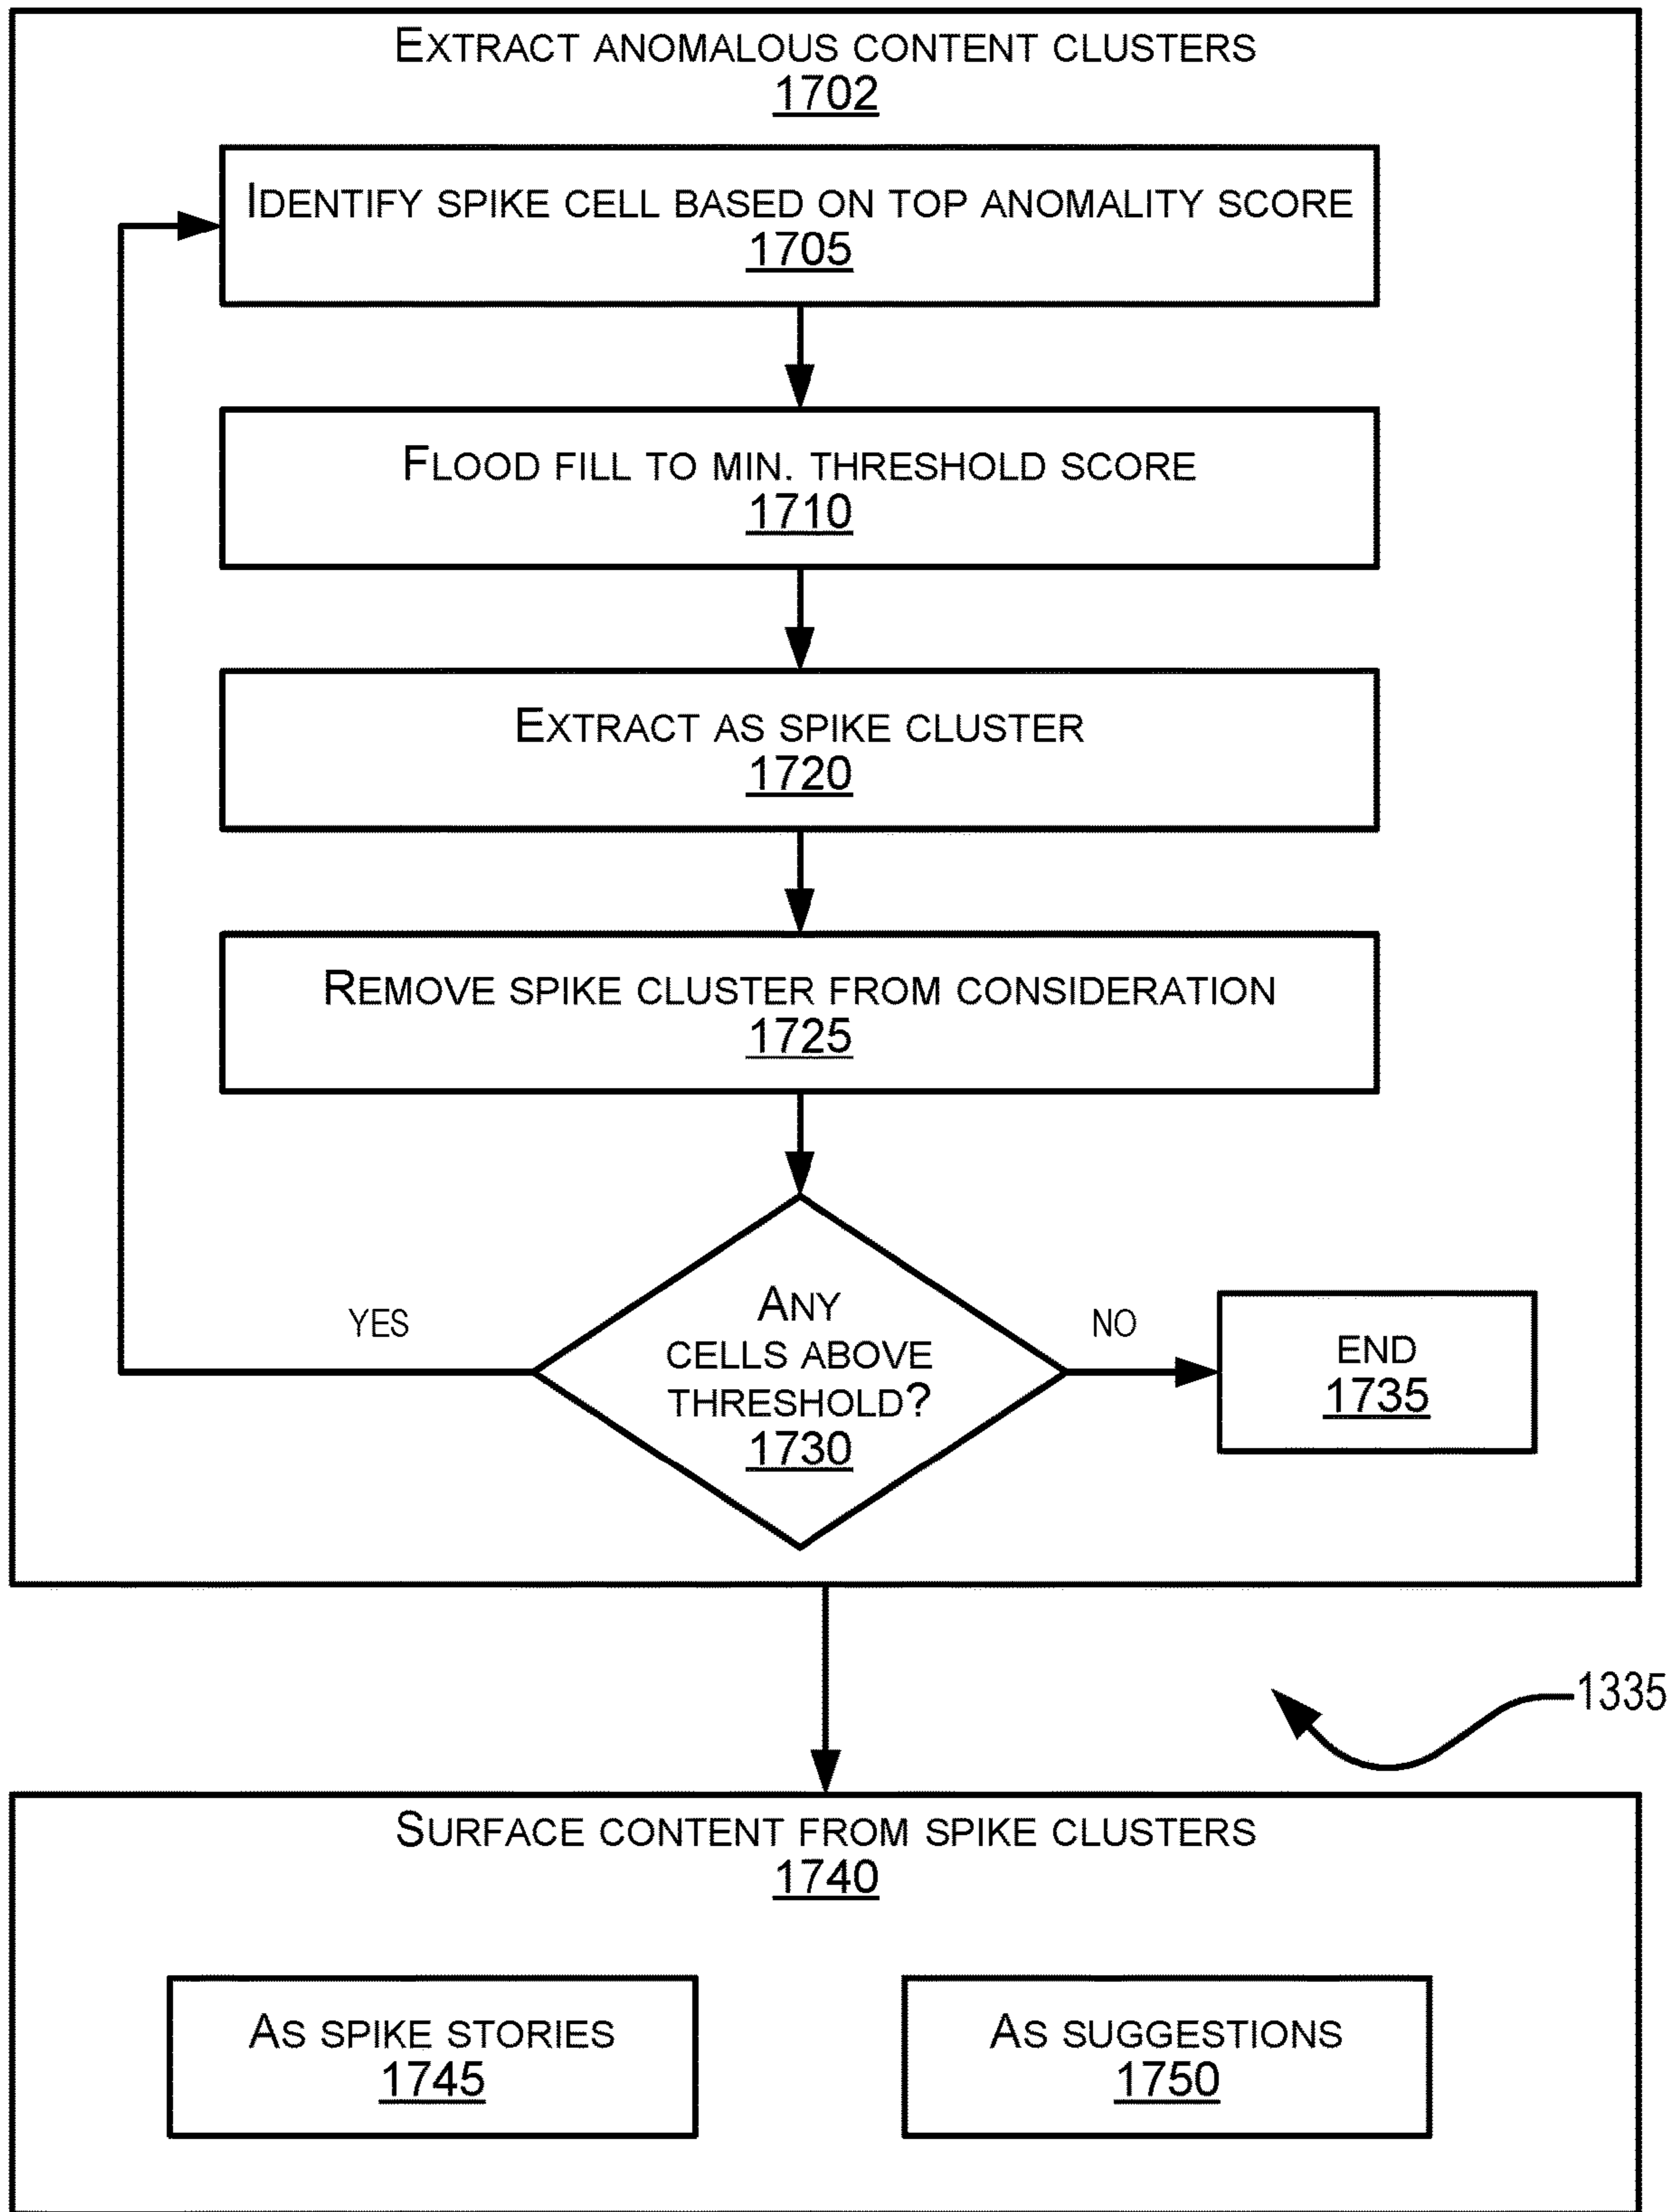 EXTRACT ANOMALOUS CONTENT CLUSTERS
1702
IDENTIFY SPIKE CELL BASED ON TOP ANOMALITY SCORE
1705
FLOOD FILL TO MIN. THRESHOLD SCORE
1710
EXTRACT AS SPIKE CLUSTER
1720
REMOVE SPIKE CLUSTER FROM CONSIDERATION
1725
YES
ANY
CELLS ABOVE
THRESHOLD?
1730
NO
END
1735
1335
SURFACE CONTENT FROM SPIKE CLUSTERS
1740
AS SPIKE STORIES
1745
AS SUGGESTIONS
1750